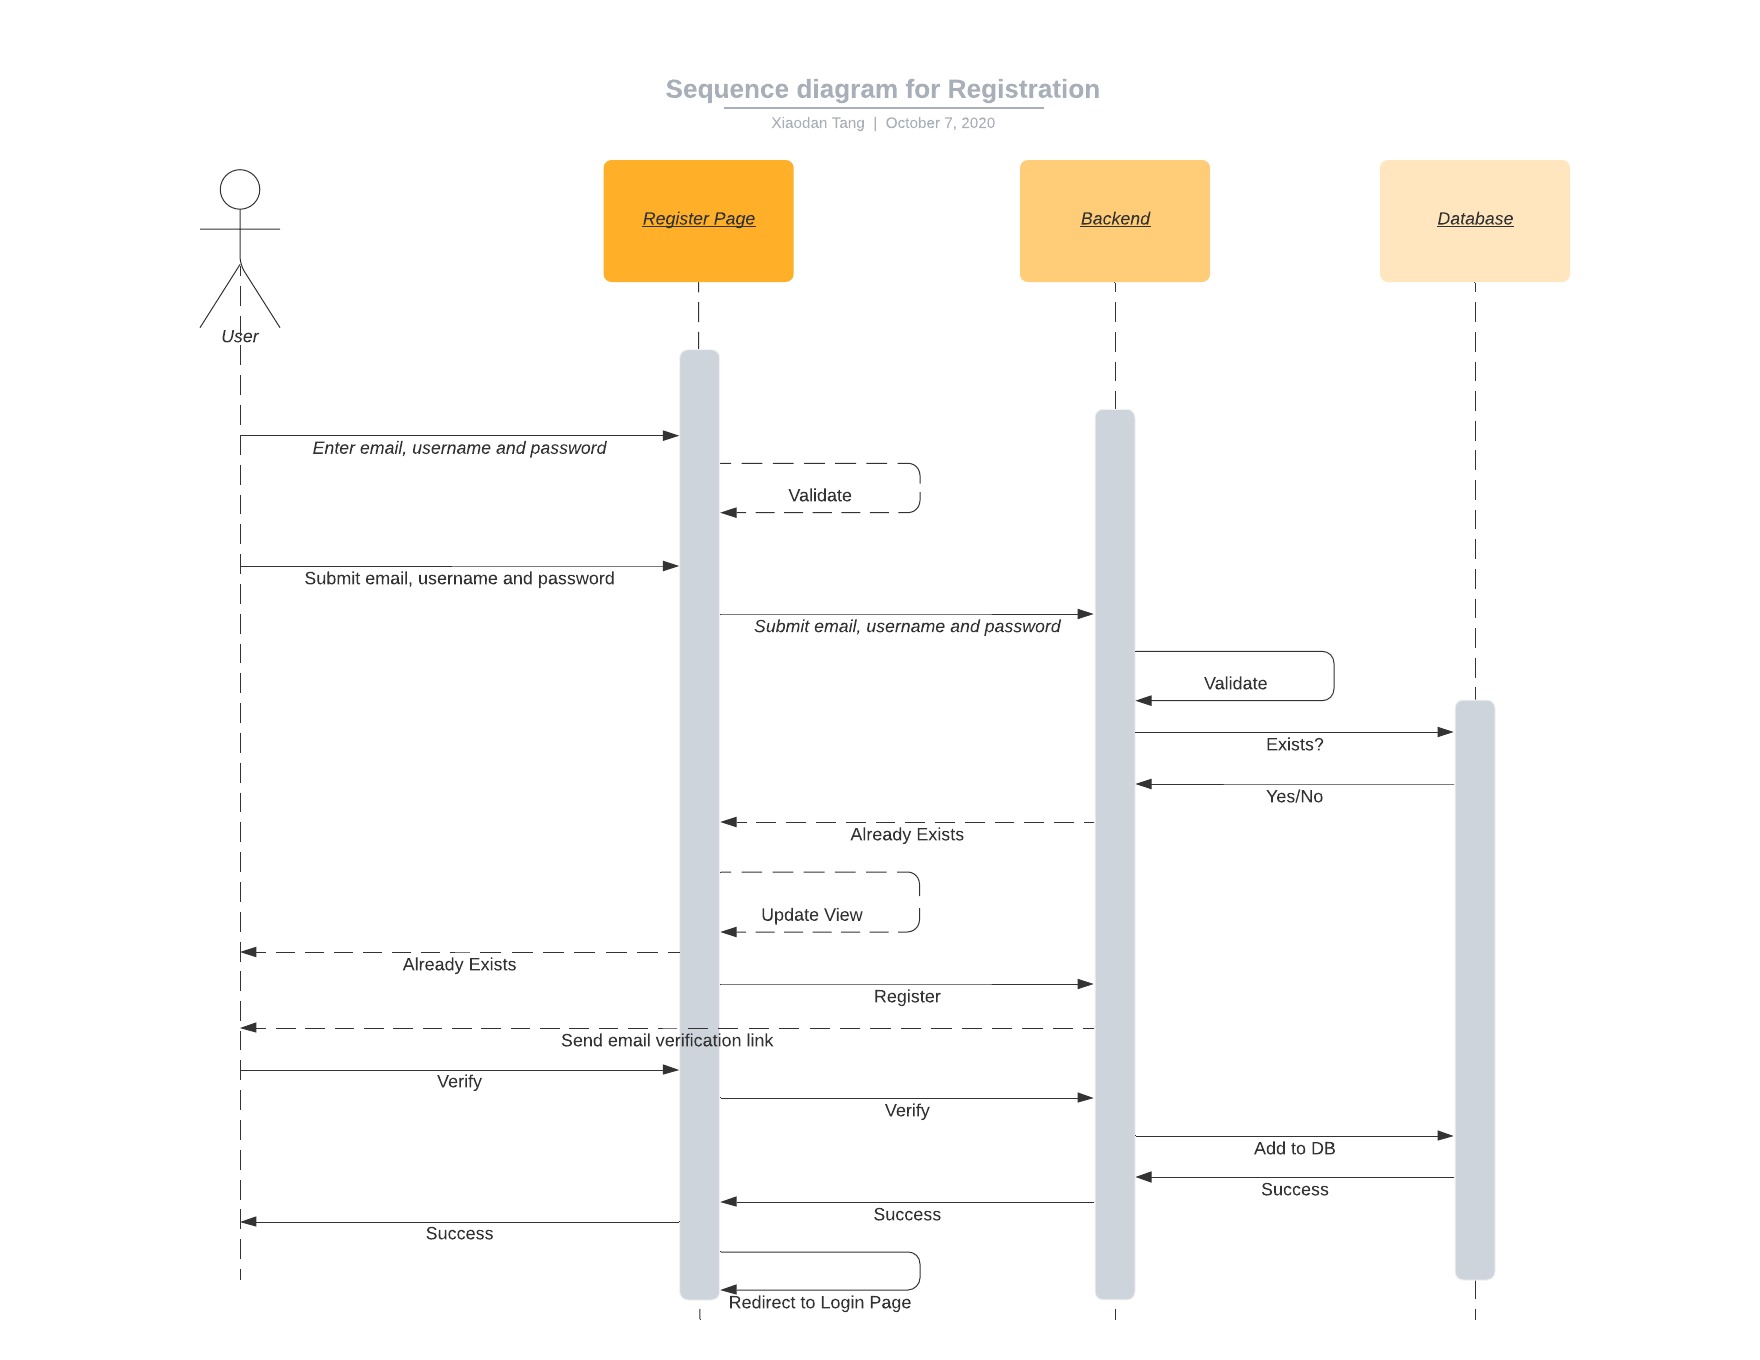 Sequence diagram for Registration
Xiaodan Tang | October 7, 2020
Register Page
Backend
Database
User
Enter email, username and password
Validate
Submit email, username and password
Submit email, username and password
Validate
Exists?
Yes/No
Already Exists
Update View
Already Exists
Register
Send email verification link
Verify
Verify
Add to DB
Success
Success
Success
Redirect to Login Page